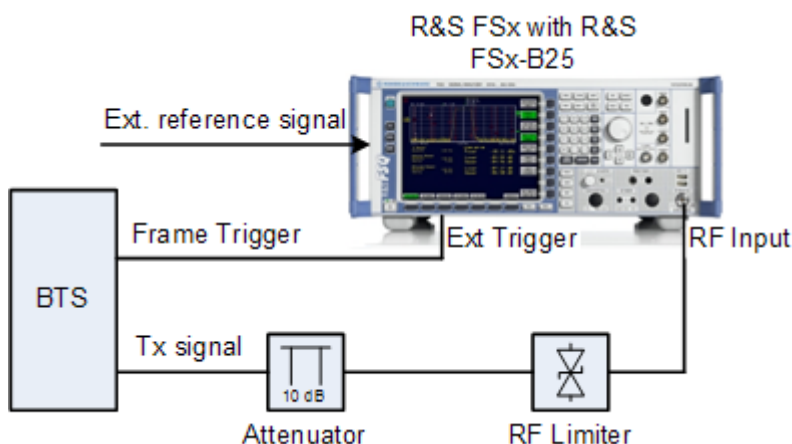 R&S FSx with R&S
FSx-B25
Ext. reference signal
FSQ
Frame Trigger
Ext Trigger
RF Input
BTS
Tx signal
10 dB
Attenuator
RF Limiter